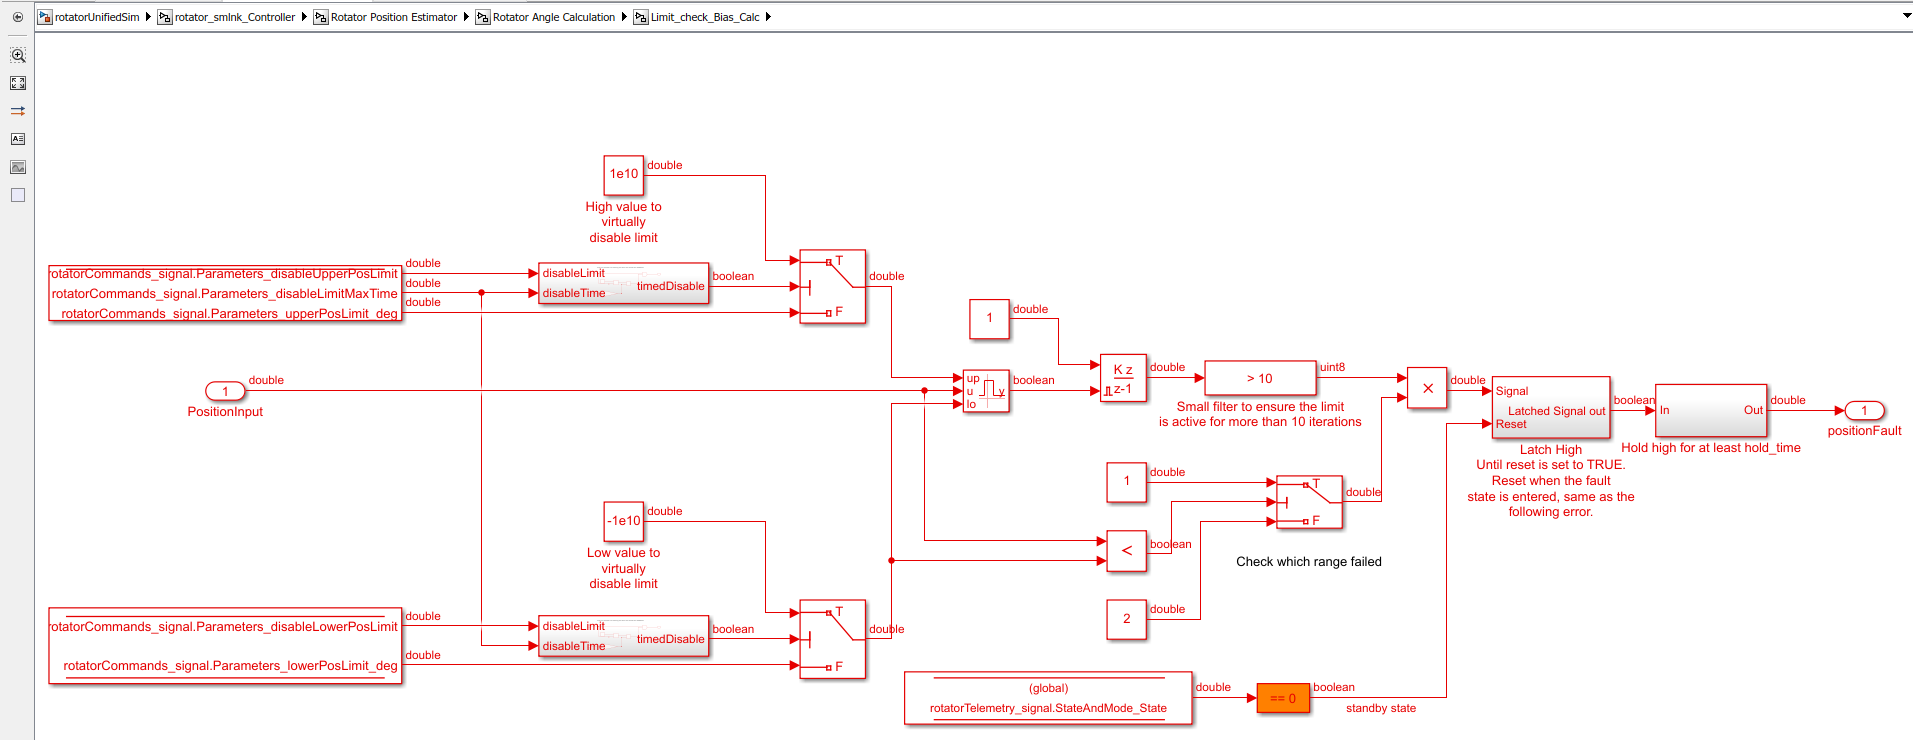 rotatorUnifiedSim
rotator_smlnk_Controller
Rotator Position Estimator
Rotator Angle Calculation
Limit_check_Bias_Calc
1e10
double
High value to
virtually
disable limit
rotatorCommands_signal.Parameters_disableUpperPosLimit
double
rotatorCommands_signal.Parameters_disableLimitMaxTime
double
rotatorCommands_signal.Parameters_upperPosLimit_deg
double
disableLimit
disableTime
timedDisable
boolean
T
F
double
1
double
PositionInput
1
double
up
u
lo
y
boolean
K z
z-1
double
> 10
uint8
Small filter to ensure the limit
is active for more than 10 iterations
×
double
Signal
Latched Signal out
Reset
boolean
Latch High
Until reset is set to TRUE.
Reset when the fault
state is entered, same as the
following error.
In
Out
double
Hold high for at least hold_time
1
positionFault
1
double
T
F
double
<
boolean
Check which range failed
2
double
-1e10
double
Low value to
virtually
disable limit
rotatorCommands_signal.Parameters_disableLowerPosLimit
double
rotatorCommands_signal.Parameters_lowerPosLimit_deg
double
disableLimit
disableTime
timedDisable
boolean
T
F
double
(global)
rotatorTelemetry_signal.StateAndMode_State
double
== 0
boolean
standby state